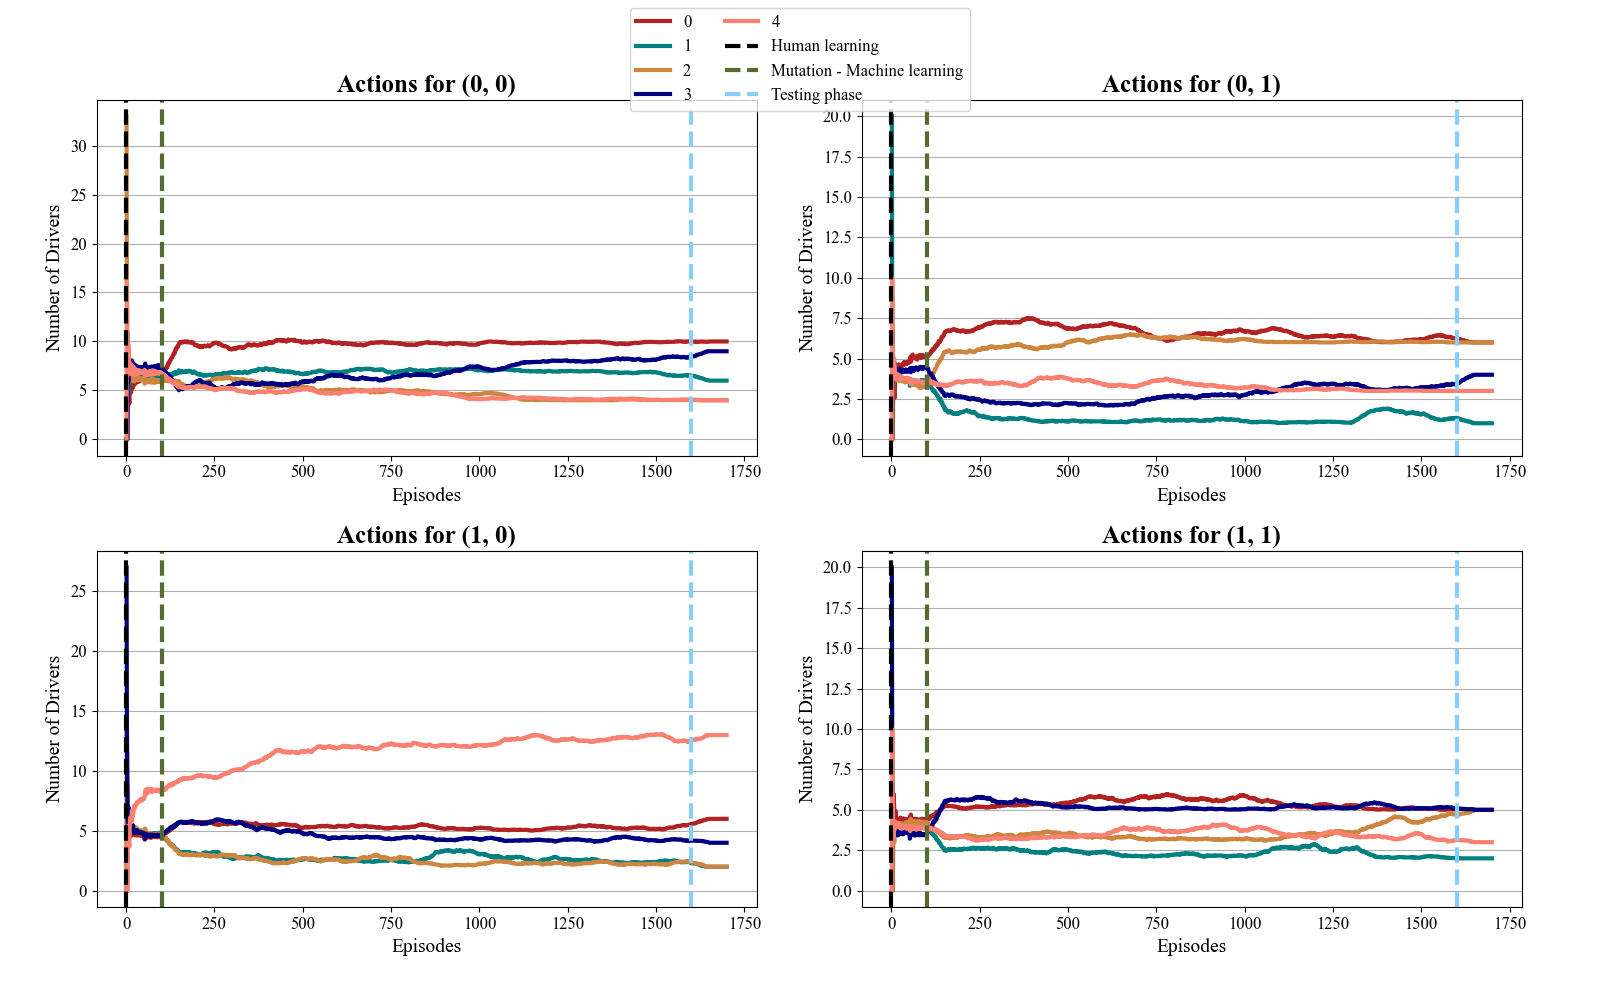 0
1
2
3
4
Human learning
Mutation - Machine learning
Testing phase
Actions for (0, 0)
Number of Drivers
30
25
20
15
10
5
0
0 250 500 750 1000 1250 1500 1750
Episodes
Actions for (0, 1)
Number of Drivers
20.0
17.5
15.0
12.5
10.0
7.5
5.0
2.5
0.0
0 250 500 750 1000 1250 1500 1750
Episodes
Actions for (1, 0)
Number of Drivers
25
20
15
10
5
0
0 250 500 750 1000 1250 1500 1750
Episodes
Actions for (1, 1)
Number of Drivers
20.0
17.5
15.0
12.5
10.0
7.5
5.0
2.5
0.0
0 250 500 750 1000 1250 1500 1750
Episodes